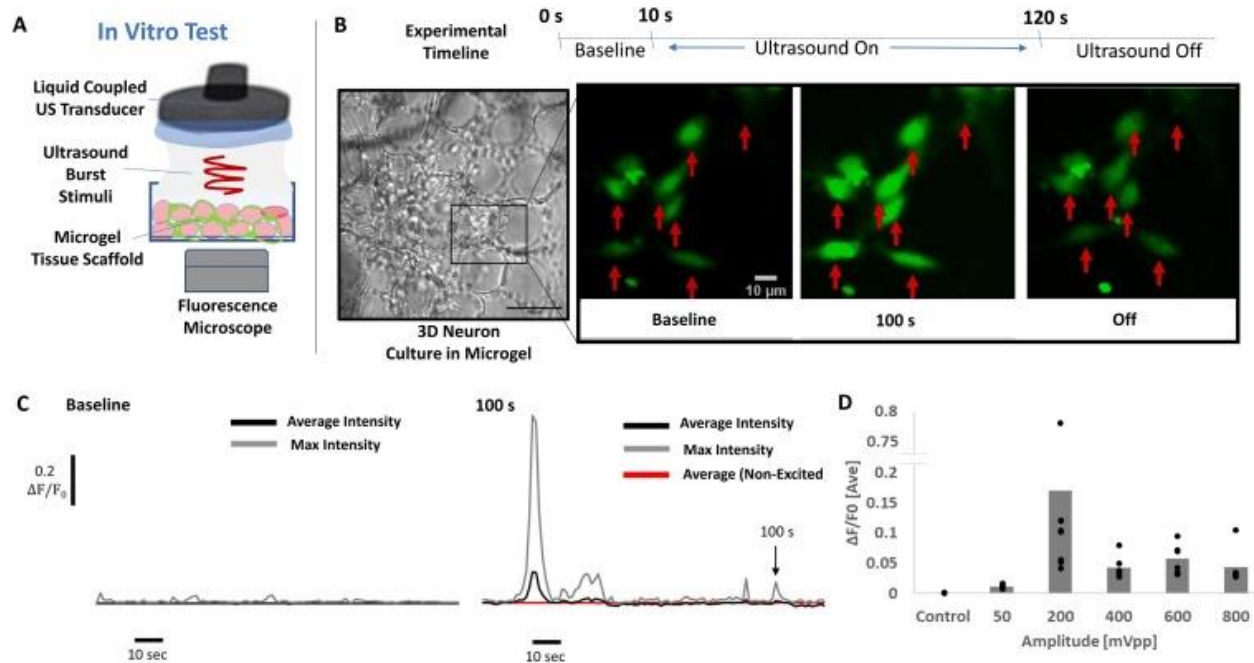 A
In Vitro Test
Liquid Coupled
US Transducer
Ultrasound
Burst
Stimuli
Microgel
Tissue Scaffold
Fluorescence
Microscope
B
Experimental
Timeline
0 s
10s
120 s
Baseline
Ultrasound On
Ultrasound Off
10 µm
Baseline
100 s
Off
3D Neuron
Culture in Microgel
C
Baseline
Average Intensity
Max Intensity
0.2
ΔF/F₀
10 sec
100 s
Average Intensity
Max Intensity
Average (Non-Excited
100 s
10 sec
D
ΔF/F0 [Ave]
0.8
0.75
0.2
0.15
0.1
0.05
0
Control
50
200
400
600
800
Amplitude [mVpp]